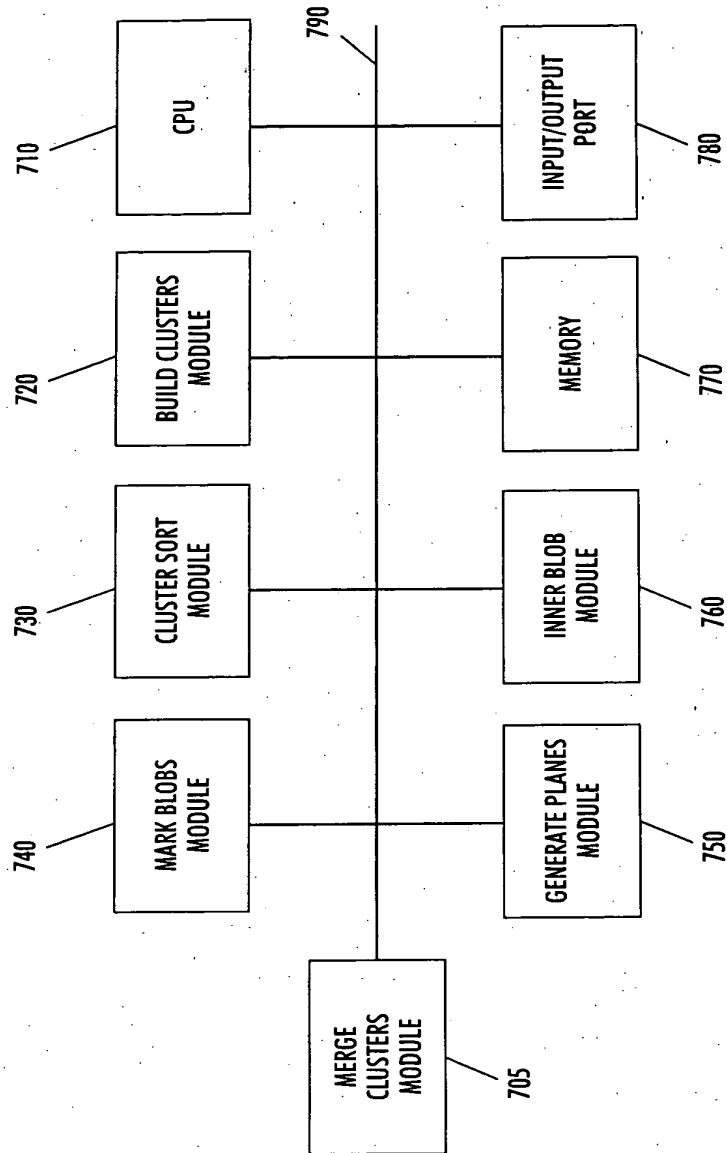 740
730
720
710
MARK BLOBS
MODULE
CLUSTER SORT
MODULE
BUILD CLUSTERS
MODULE
CPU
790
MERGE
CLUSTERS
MODULE
705
GENERATE PLANES
MODULE
INNER BLOB
MODULE
MEMORY
INPUT/OUTPUT
PORT
750
760
770
780